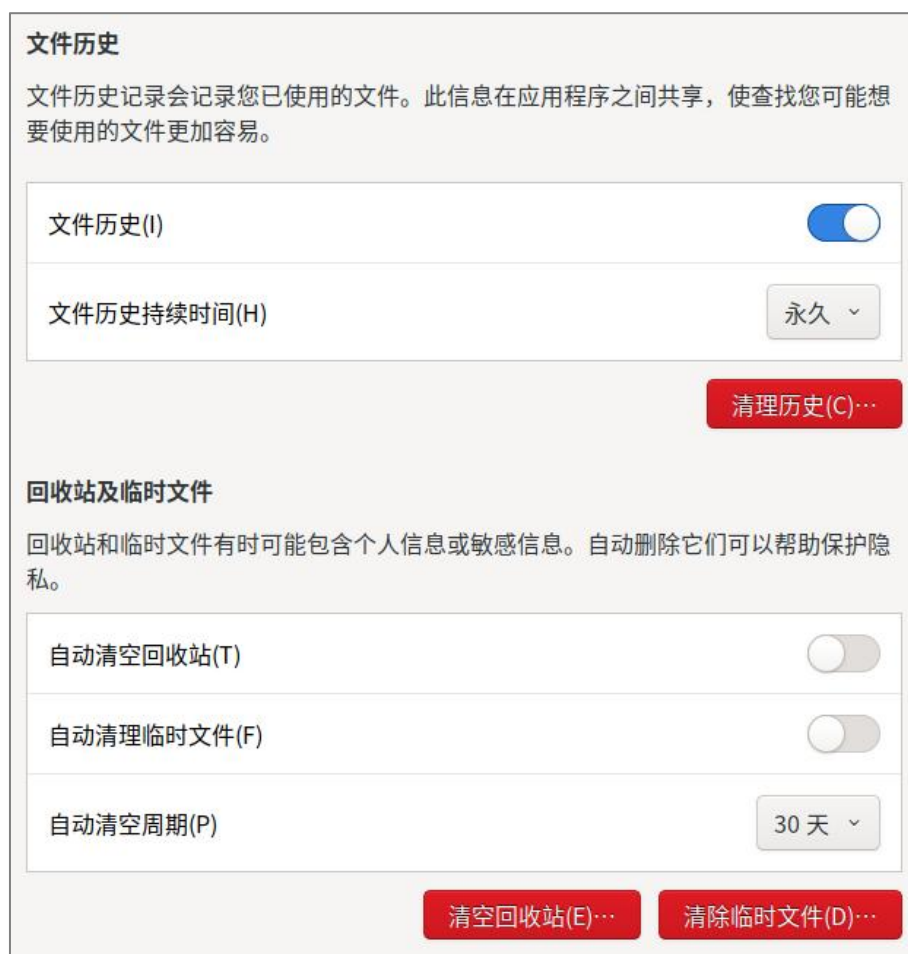 文件历史
文件历史记录会记录您已使用的文件。此信息在应用程序之间共享，使查找您可能想
要使用的文件更加容易。
文件历史(I)
文件历史持续时间(H)
永久
清理历史(C)…
回收站及临时文件
回收站和临时文件有时可能包含个人信息或敏感信息。自动删除它们可以帮助保护隐
私。
自动清空回收站(T)
自动清理临时文件(F)
自动清空周期(P)
30 天
清空回收站(E)…
清除临时文件(D)…